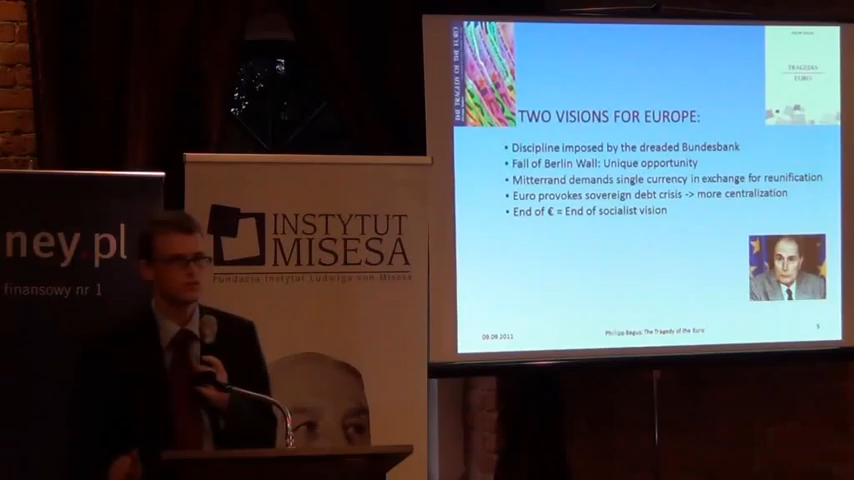 ney.pl
finansowy nr 1
INSTYTUT
MISESA
Fundacja Instytut Ludwiga von Misesa
THE TRAGEDY OF THE EURO
TRAGEDIA
EURO
TWO VISIONS FOR EUROPE:
• Discipline imposed by the dreaded Bundesbank
• Fall of Berlin Wall: Unique opportunity
• Mitterrand demands single currency in exchange for reunification
• Euro provokes sovereign debt crisis -> more centralization
• End of € = End of socialist vision
09.09.2011
Philipp Bagus: The Tragedy of the Euro
5